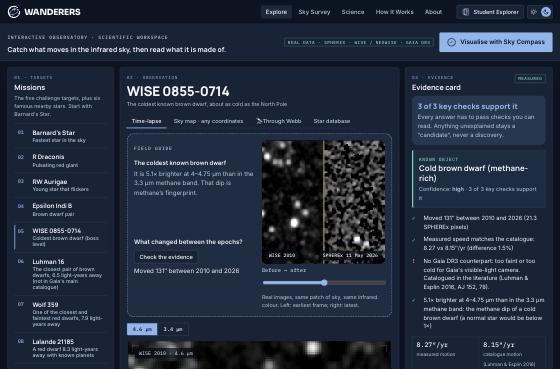 WANDERERS
Explore
Sky Survey
Science
How It Works
About
Student Explorer
INTERACTIVE OBSERVATORY · SCIENTIFIC WORKSPACE
Catch what moves in the infrared sky, then read what it is made of.
REAL DATA · SPHEREX · WISE / NEOWISE · GAIA DR3
Visualise with Sky Compass
01 · TARGETS
Missions
The five challenge targets, plus six
famous nearby stars. Start with
Barnard's Star.
01 Barnard's Star
Fastest star in the sky
02 R Draconis
Pulsating red giant
03 RW Aurigae
Young star that flickers
04 Epsilon Indi B
Brown dwarf pair
05 WISE 0855-0714
Coldest brown dwarf (boss
level)
06 Luhman 16
The closest pair of brown
dwarfs, 6.5 light-years away
(not in Gaia's main
catalogue)
07 Wolf 359
One of the closest and
faintest red dwarfs, 7.9 light-
years away
08 Lalande 21185
A red dwarf 8.3 light-years
away with known planets
02 · OBSERVATION
WISE 0855-0714
The coldest known brown dwarf, about as cold as the North Pole
Time-lapse
Sky map · any coordinates
Through Webb
Star database
FIELD GUIDE
The coldest known brown dwarf
It is 5.1× brighter at 4–4.75 µm than in the
3.3 µm methane band. That dip is
methane's fingerprint.
What changed between the epochs?
Check the evidence
Moved 131″ between 2010 and 2026
WISE 2010
SPHEREx 11 May 2026
Before ↔ after
Real images, same patch of sky, same infrared
colour. Left: earliest frame; right: latest.
4.6 µm
3.4 µm
WISE 2010 · 4.6 µm
03 · EVIDENCE
MEASURED
Evidence card
3 of 3 key checks support it
Every answer has to pass checks you can
read. Anything unexplained stays a
"candidate", never a discovery.
KNOWN OBJECT
Cold brown dwarf (methane-
rich)
Confidence: high · 3 of 3 key checks support
it
✓ Moved 131″ between 2010 and 2026 (21.3
SPHEREx pixels)
✓ Measured speed matches the catalogue:
8.27 vs 8.15″/yr (difference 1.5%)
! No Gaia DR3 counterpart: too faint or too
cold for Gaia's visible-light camera.
Catalogued in the literature (Luhman &
Esplin 2016, AJ 152, 78).
✓ 5.1× brighter at 4–4.75 µm than in the 3.3 µm
methane band: the methane dip of a cold
brown dwarf (a normal star would be below
1×)
8.27″/yr
measured motion
8.15″/yr
catalogue motion
(Luhman & Esplin 2016)